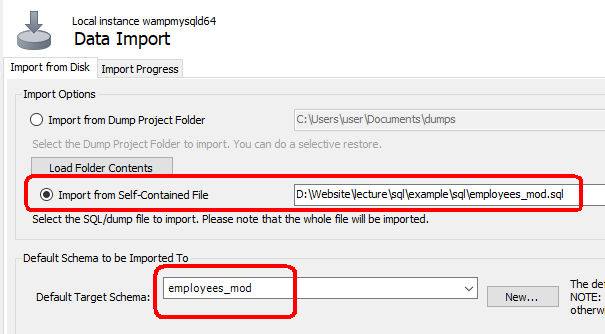 Local instance wampmysqld64
Data Import
Import from Disk
Import Progress
Import Options
Import from Dump Project Folder
C:\Users\user\Documents\dumps
Select the Dump Project Folder to import. You can do a selective restore.
Load Folder Contents
Import from Self-Contained File
D:\Website\lecture\sql\example\sql\employees_mod.sql
Select the SQL/dump file to import. Please note that the whole file will be imported.
Default Schema to be Imported To
Default Target Schema:
employees_mod
New...
The def
NOTE:
otherw